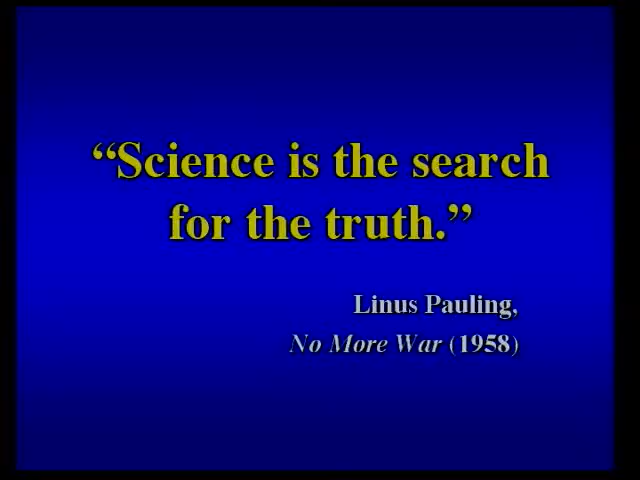 “Science is the search
for the truth.”
Linus Pauling,
No More War (1958)